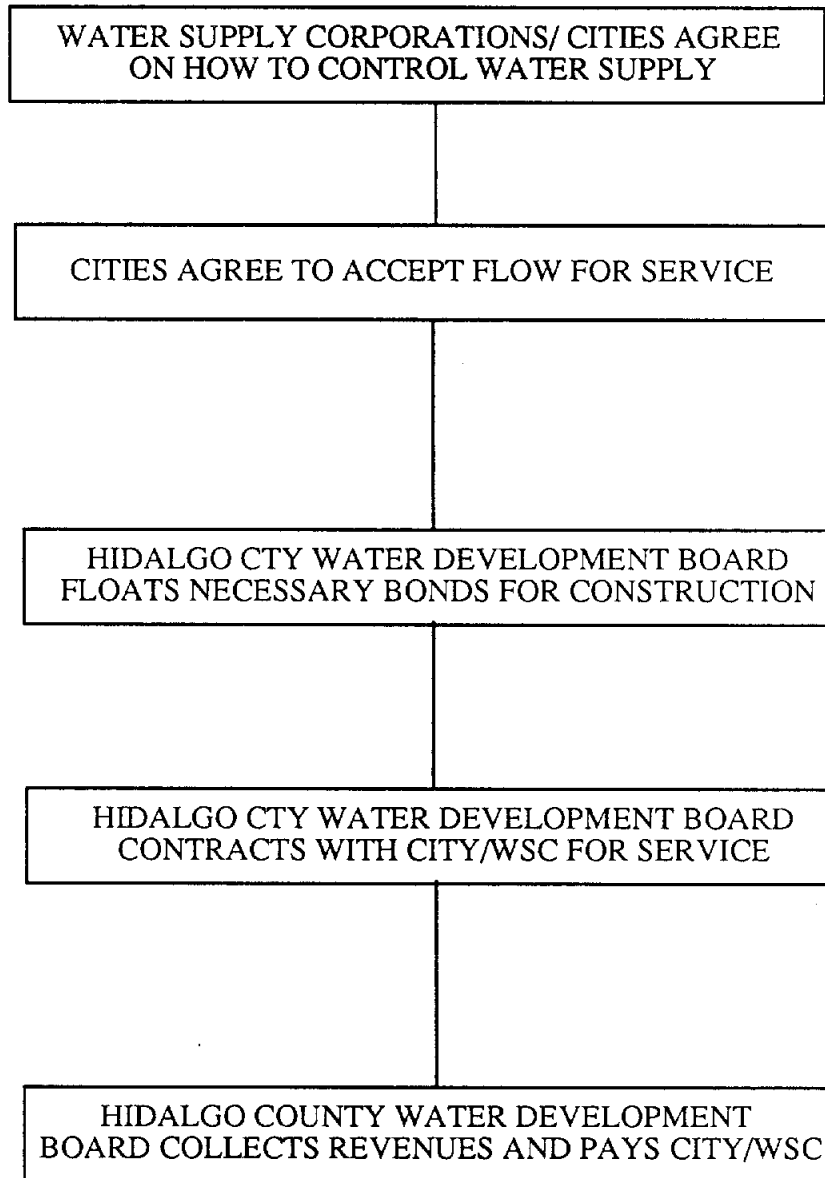 WATER SUPPLY CORPORATIONS/ CITIES AGREE
ON HOW TO CONTROL WATER SUPPLY
CITIES AGREE TO ACCEPT FLOW FOR SERVICE
HIDALGO CTY WATER DEVELOPMENT BOARD
FLOATS NECESSARY BONDS FOR CONSTRUCTION
HIDALGO CTY WATER DEVELOPMENT BOARD
CONTRACTS WITH CITY/WSC FOR SERVICE
HIDALGO COUNTY WATER DEVELOPMENT
BOARD COLLECTS REVENUES AND PAYS CITY/WSC